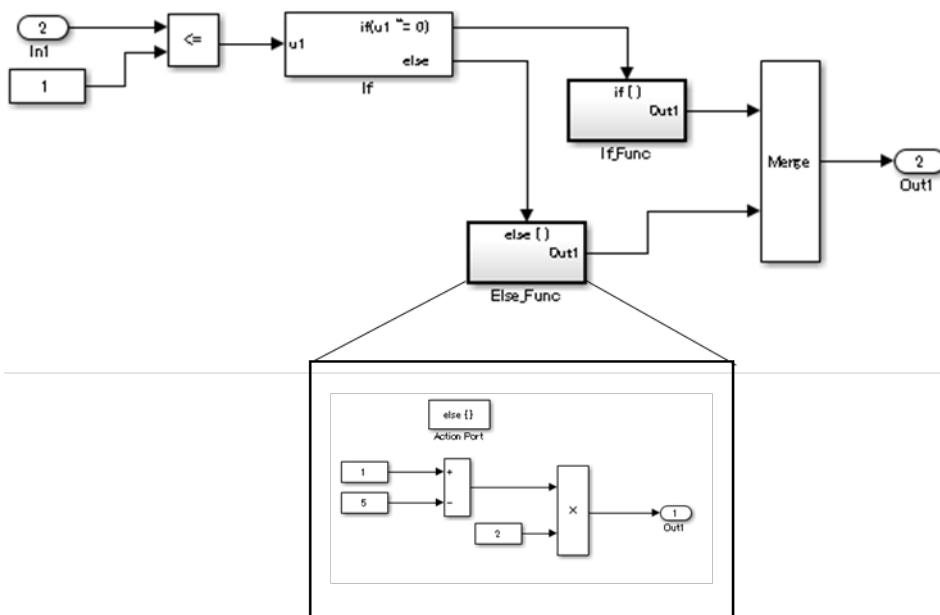 2
In1
1
<=
u1
if(u1 ~= 0)
else
If
if { }
Out1
If_Func
else { }
Out1
Else_Func
Merge
2
Out1
else {}
Action Port
1
5
+
-
2
×
1
Out1